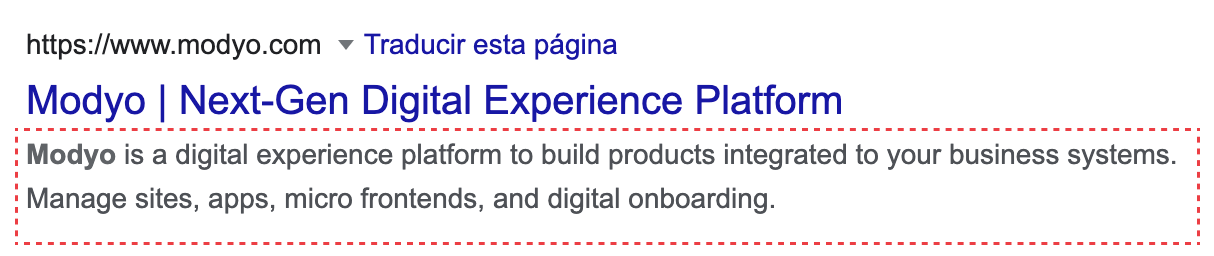 https://www.modyo.com ▼ Traducir esta página
Modyo | Next-Gen Digital Experience Platform
Modyo is a digital experience platform to build products integrated to your business systems.
Manage sites, apps, micro frontends, and digital onboarding.